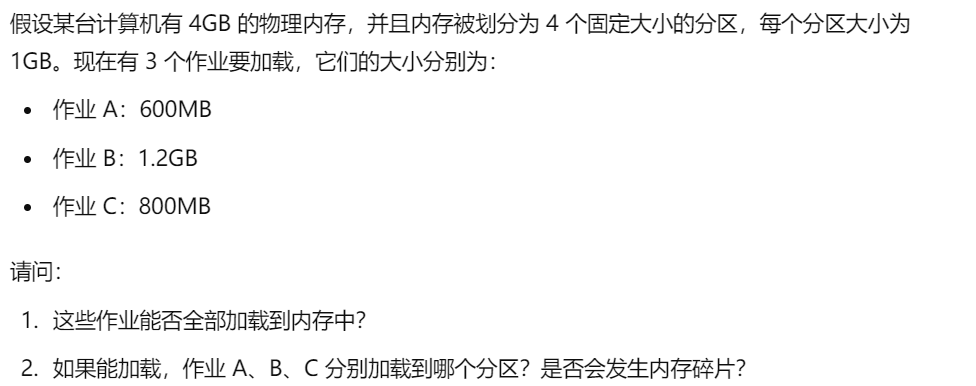 假设某台计算机有 4GB 的物理内存，并且内存被划分为 4 个固定大小的分区，每个分区大小为
1GB。现在有 3 个作业要加载，它们的大小分别为：
• 作业 A：600MB
• 作业 B：1.2GB
• 作业 C：800MB
请问：
1. 这些作业能否全部加载到内存中？
2. 如果能加载，作业 A、B、C 分别加载到哪个分区？是否会发生内存碎片？